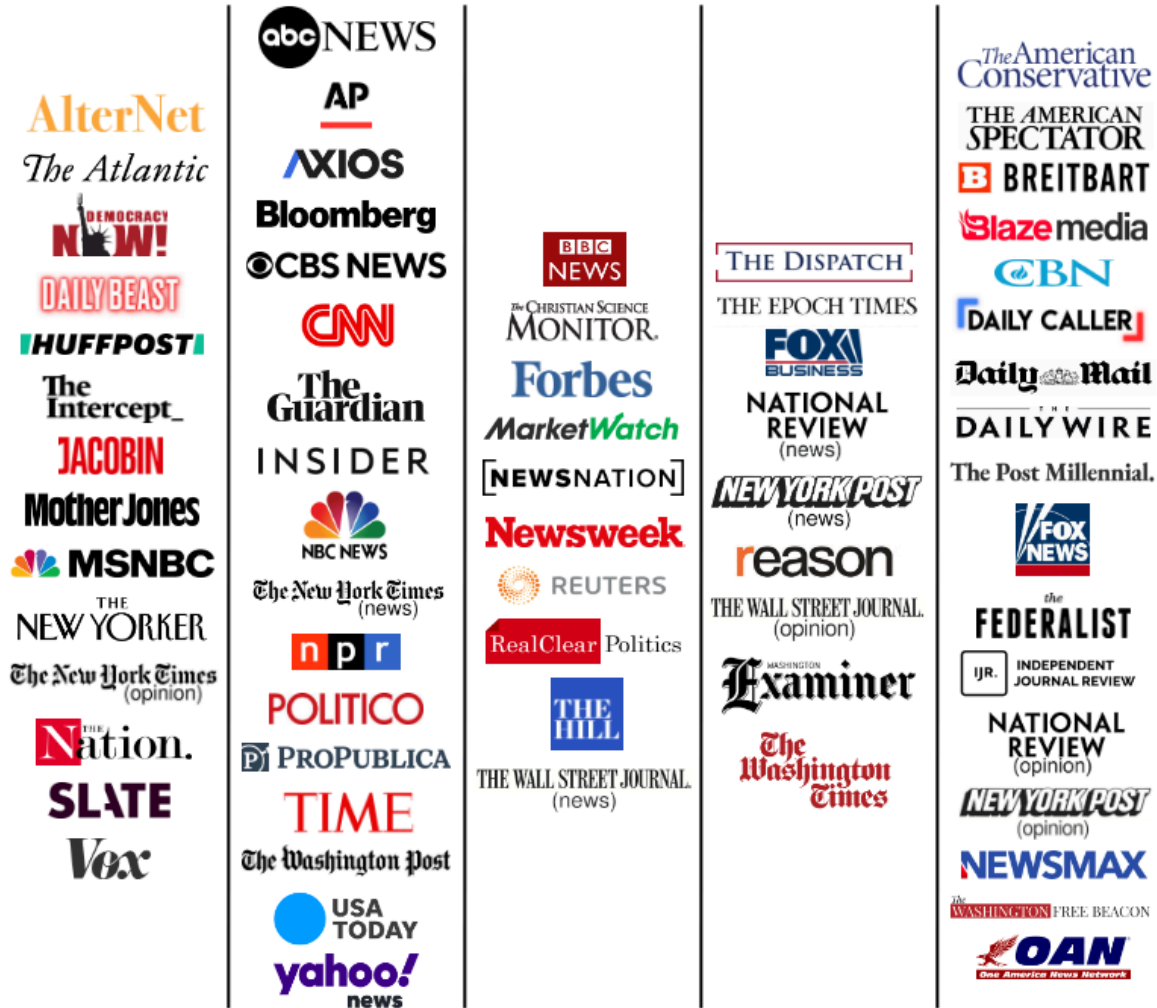 AlterNet
The Atlantic
DEMOCRACY
NOW!
DAILY BEAST
HUFFPOST
The
Intercept_
JACOBIN
Mother Jones
MSNBC
THE
NEW YORKER
The New York Times
(opinion)
THE
Nation.
SLATE
Vox
abc NEWS
AP
AXIOS
Bloomberg
CBS NEWS
CNN
The
Guardian
INSIDER
NBC NEWS
The New York Times
(news)
npr
POLITICO
P PROPUBLICA
TIME
The Washington Post
USA
TODAY
yahoo!
news
BBC
NEWS
The CHRISTIAN SCIENCE
MONITOR
Forbes
MarketWatch
[NEWSNATION]
Newsweek
REUTERS
RealClear Politics
THE
HILL
THE WALL STREET JOURNAL.
(news)
THE DISPATCH
THE EPOCH TIMES
FOX
BUSINESS
NATIONAL
REVIEW
(news)
NEW YORK POST
(news)
reason
THE WALL STREET JOURNAL.
(opinion)
WASHINGTON
Examiner
The
Washington
Times
The American
Conservative
THE AMERICAN
SPECTATOR
B BREITBART
Blaze media
CBN
DAILY CALLER
Daily Mail
THE
DAILY WIRE
The Post Millennial.
FOX
NEWS
the
FEDERALIST
IJR. INDEPENDENT
JOURNAL REVIEW
NATIONAL
REVIEW
(opinion)
NEW YORK POST
(opinion)
NEWSMAX
The
WASHINGTON FREE BEACON
OAN
One America News Network